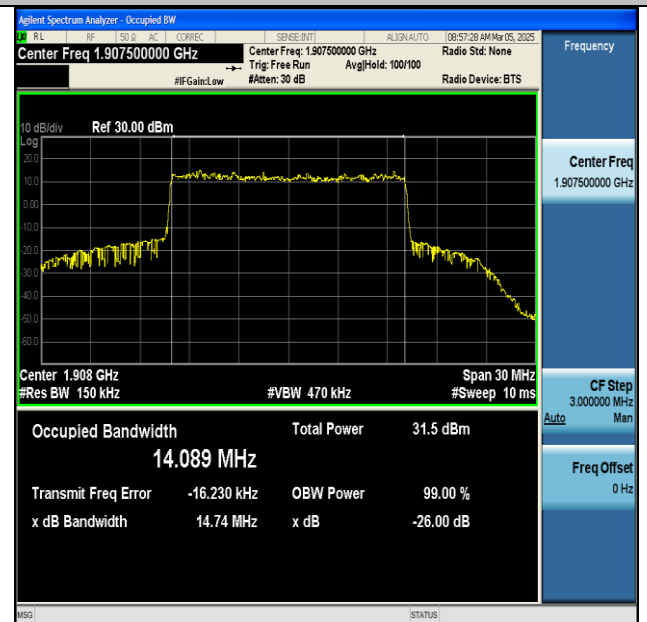 Agilent Spectrum Analyzer - Occupied BW
RL RF 50 Ω AC CORREC SENSE:INT ALIGN AUTO 08:57:28 AM Mar 05, 2025
Center Freq 1.907500000 GHz
Center Freq: 1.907500000 GHz Radio Std: None
Trig: Free Run Avg|Hold: 100/100
#IFGain:Low #Atten: 30 dB Radio Device: BTS
10 dB/div Ref 30.00 dBm
Log
20.0
10.0
0.00
-10.0
-20.0
-30.0
-40.0
-50.0
-60.0
Center 1.908 GHz Span 30 MHz
#Res BW 150 kHz #VBW 470 kHz #Sweep 10 ms
Occupied Bandwidth Total Power 31.5 dBm
14.089 MHz
Transmit Freq Error -16.230 kHz OBW Power 99.00 %
x dB Bandwidth 14.74 MHz x dB -26.00 dB
MSG STATUS
Frequency
Center Freq
1.907500000 GHz
CF Step
3.000000 MHz
Auto Man
Freq Offset
0 Hz